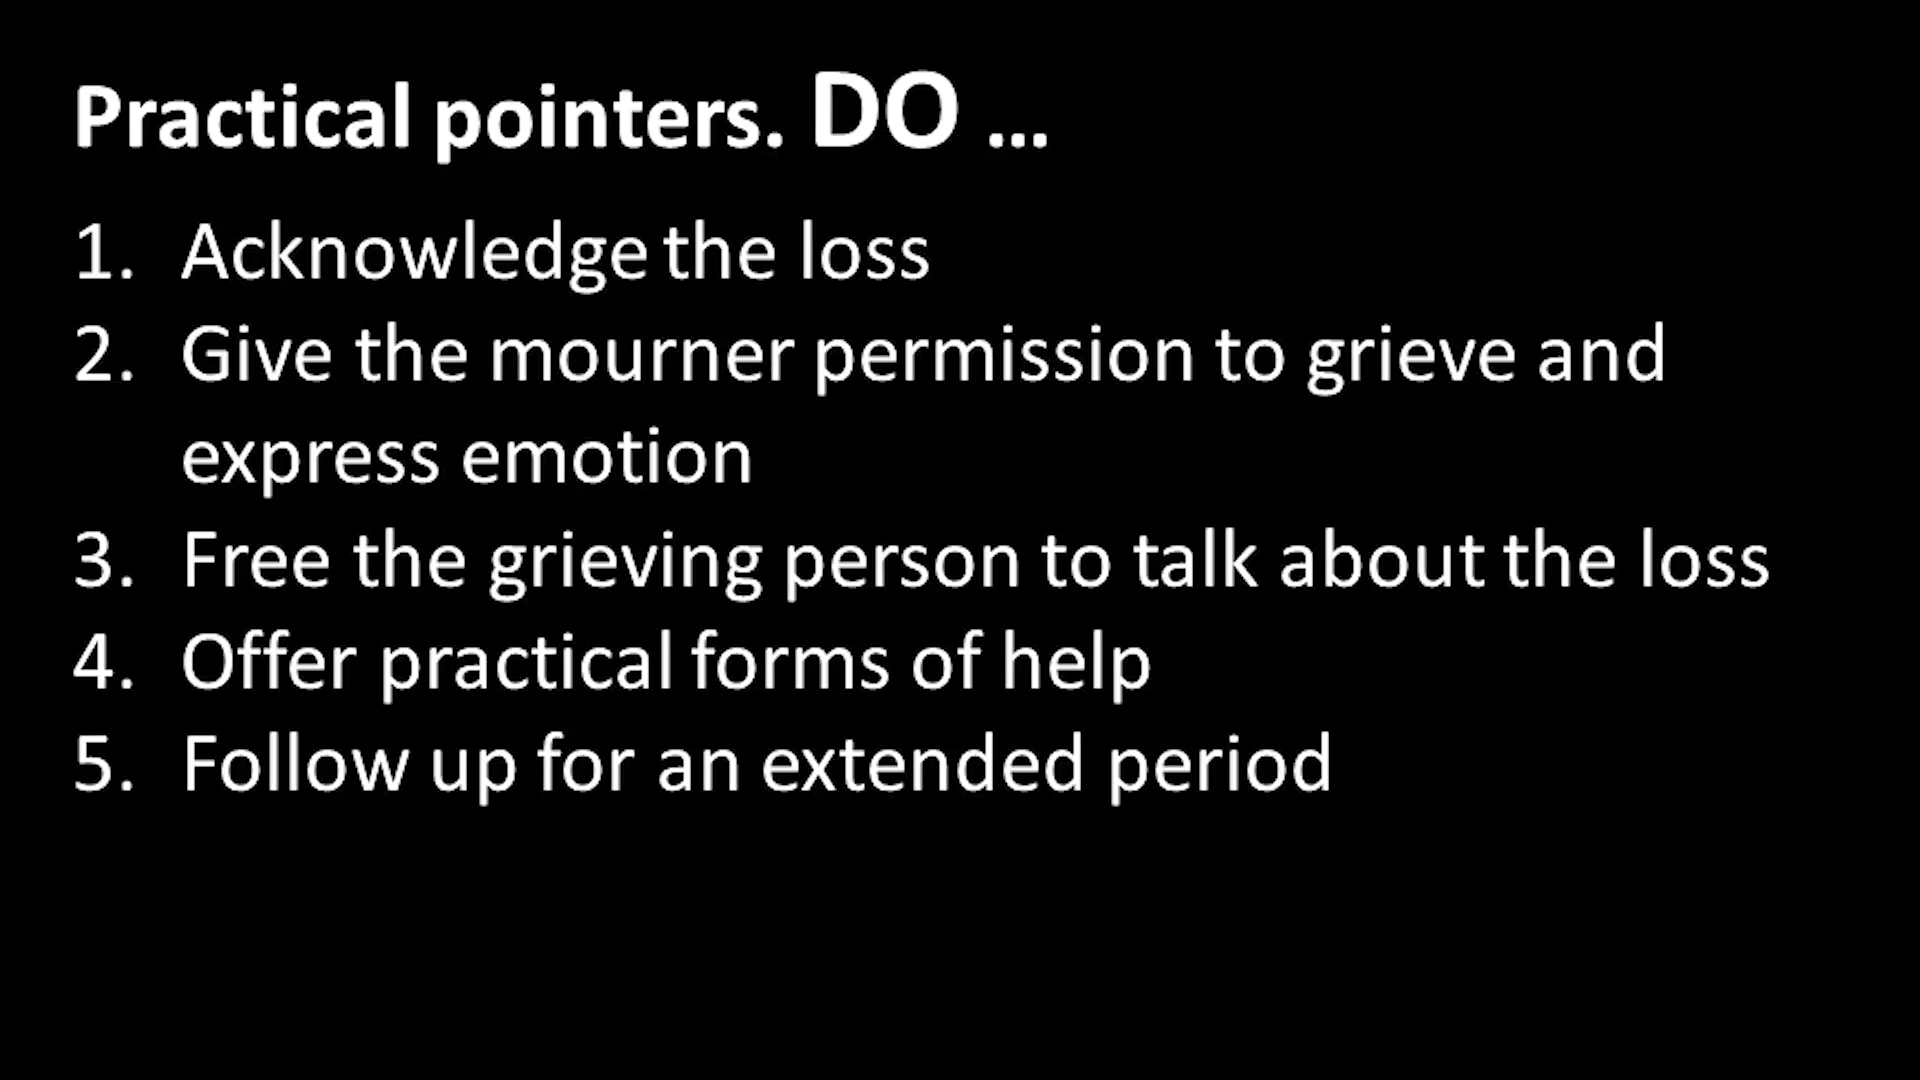 Practical pointers. DO ...
1. Acknowledge the loss
2. Give the mourner permission to grieve and
express emotion
3. Free the grieving person to talk about the loss
4. Offer practical forms of help
5. Follow up for an extended period